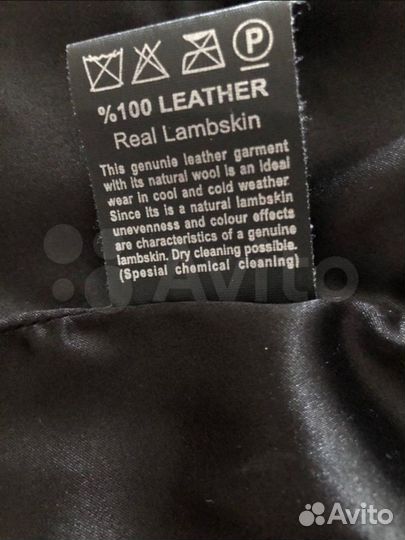 P
%100 LEATHER
Real Lambskin
This genunie leather garment
with its natural wool is an ideal
wear in cool and cold weather.
Since its is a natural lambskin
unevenness and colour effects
are characteristics of a genuine
lambskin. Dry cleaning possible.
(Spesial chemical cleaning)
Avito
Avito